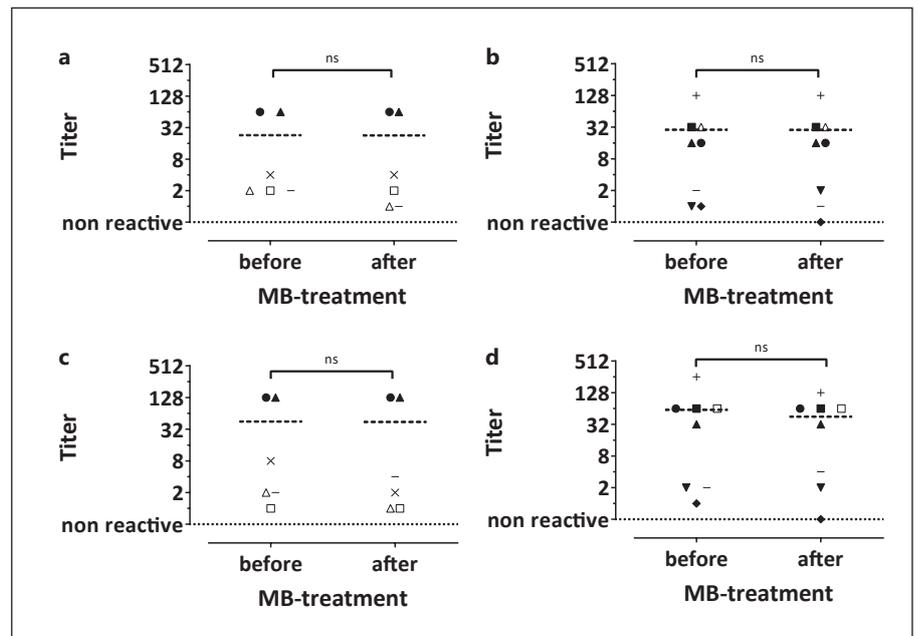 a
ns
512
128
32
8
2
non reactive
Titer
before after
MB-treatment
b
ns
512
128
32
8
2
non reactive
Titer
before after
MB-treatment
c
ns
512
128
32
8
2
non reactive
Titer
before after
MB-treatment
d
ns
512
128
32
8
2
non reactive
Titer
before after
MB-treatment